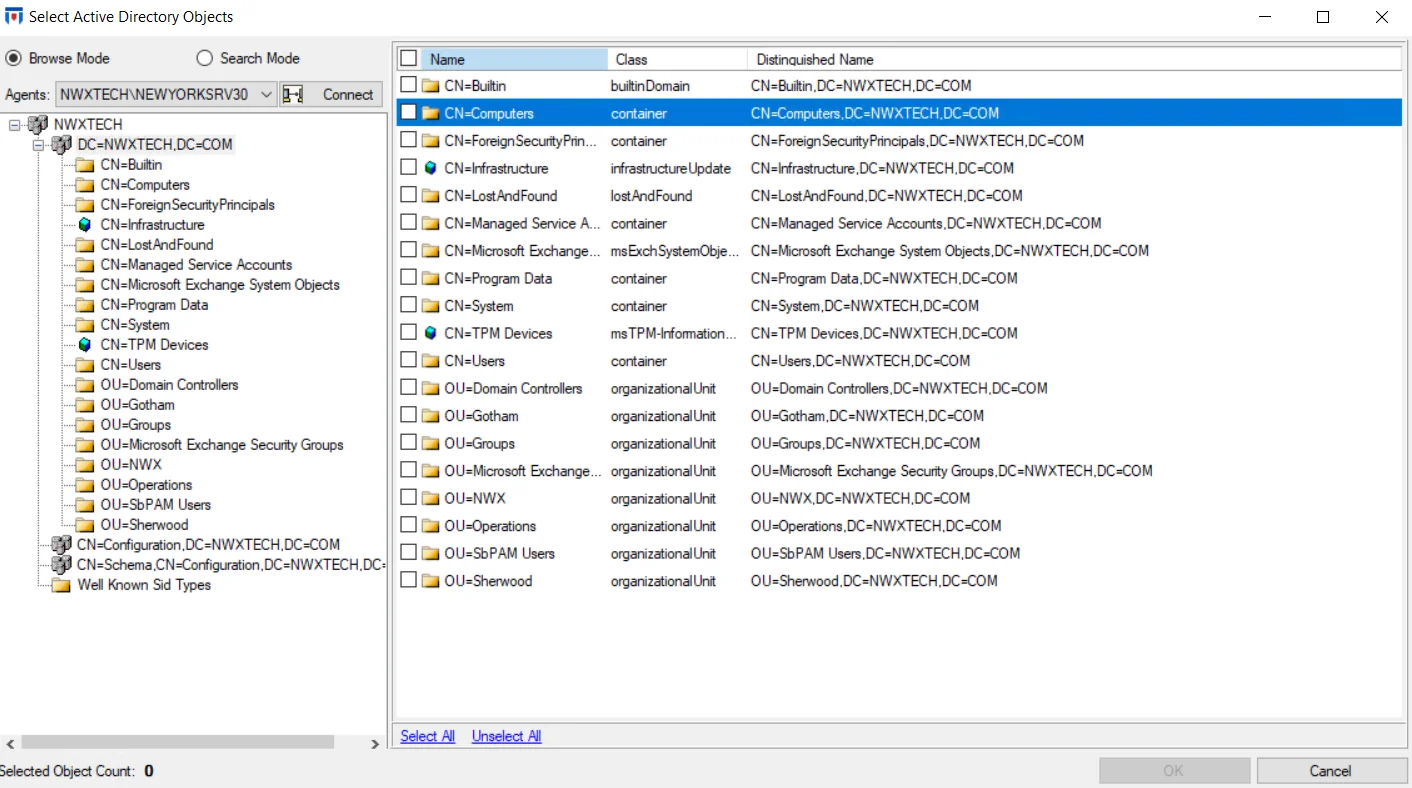 Select Active Directory Objects
Browse Mode Search Mode
Agents: NWXTECH\NEWYORKSRV30 Connect
NWXTECH
DC=NWXTECH,DC=COM
CN=Builtin
CN=Computers
CN=ForeignSecurityPrincipals
CN=Infrastructure
CN=LostAndFound
CN=Managed Service Accounts
CN=Microsoft Exchange System Objects
CN=Program Data
CN=System
CN=TPM Devices
CN=Users
OU=Domain Controllers
OU=Gotham
OU=Groups
OU=Microsoft Exchange Security Groups
OU=NWX
OU=Operations
OU=SbPAM Users
OU=Sherwood
CN=Configuration,DC=NWXTECH,DC=COM
CN=Schema,CN=Configuration,DC=NWXTECH,DC=
Well Known Sid Types
Name Class Distinguished Name
CN=Builtin builtinDomain CN=Builtin,DC=NWXTECH,DC=COM
CN=Computers container CN=Computers,DC=NWXTECH,DC=COM
CN=ForeignSecurityPrin... container CN=ForeignSecurityPrincipals,DC=NWXTECH,DC=COM
CN=Infrastructure infrastructureUpdate CN=Infrastructure,DC=NWXTECH,DC=COM
CN=LostAndFound lostAndFound CN=LostAndFound,DC=NWXTECH,DC=COM
CN=Managed Service A... container CN=Managed Service Accounts,DC=NWXTECH,DC=COM
CN=Microsoft Exchange... msExchSystemObje... CN=Microsoft Exchange System Objects,DC=NWXTECH,DC=COM
CN=Program Data container CN=Program Data,DC=NWXTECH,DC=COM
CN=System container CN=System,DC=NWXTECH,DC=COM
CN=TPM Devices msTPM-Information... CN=TPM Devices,DC=NWXTECH,DC=COM
CN=Users container CN=Users,DC=NWXTECH,DC=COM
OU=Domain Controllers organizationalUnit OU=Domain Controllers,DC=NWXTECH,DC=COM
OU=Gotham organizationalUnit OU=Gotham,DC=NWXTECH,DC=COM
OU=Groups organizationalUnit OU=Groups,DC=NWXTECH,DC=COM
OU=Microsoft Exchange... organizationalUnit OU=Microsoft Exchange Security Groups,DC=NWXTECH,DC=COM
OU=NWX organizationalUnit OU=NWX,DC=NWXTECH,DC=COM
OU=Operations organizationalUnit OU=Operations,DC=NWXTECH,DC=COM
OU=SbPAM Users organizationalUnit OU=SbPAM Users,DC=NWXTECH,DC=COM
OU=Sherwood organizationalUnit OU=Sherwood,DC=NWXTECH,DC=COM
Select All Unselect All
Selected Object Count: 0
OK Cancel